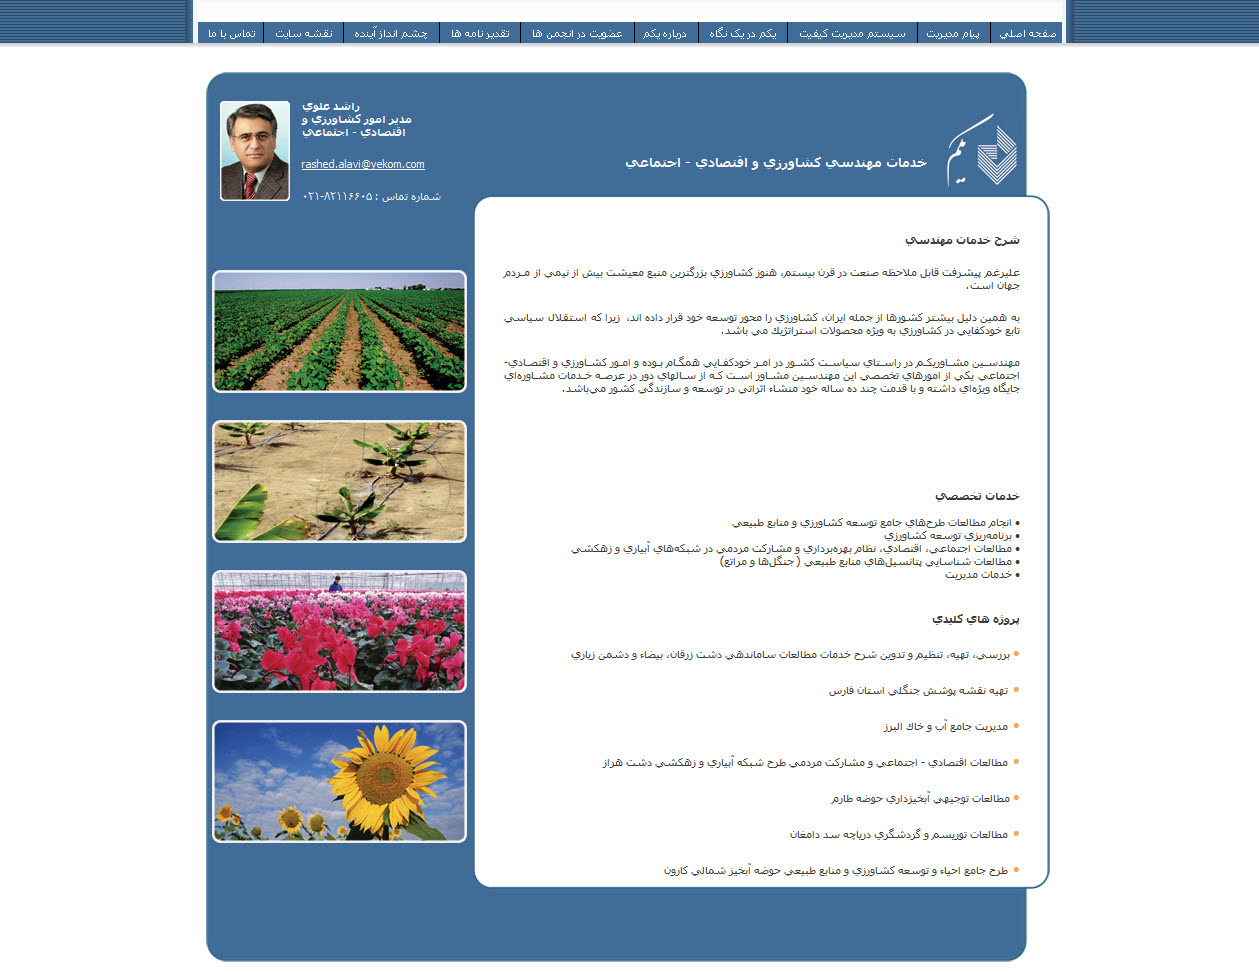 صفحه اصلي
پيام مديريت
سيستم مديريت كيفيت
يكم در يک نگاه
درباره يكم
عضويت در انجمن ها
تقدير نامه ها
چشم انداز آينده
نقشه سايت
تماس با ما
يكم
خدمات مهندسي كشاورزي و اقتصادي - اجتماعي
راشد علوي
مدير امور كشاورزي و
اقتصادي - اجتماعي
rashed.alavi@yekom.com
شماره تماس : ۸۲۱۱۶۶۰۵-۰۲۱
شرح خدمات مهندسي
عليرغم پيشرفت قابل ملاحظه صنعت در قرن بيستم، هنوز كشاورزي بزرگترين منبع معيشت بيش از نيمي از مردم
جهان است.
به همين دليل بيشتر كشورها از جمله ايران، كشاورزي را محور توسعه خود قرار داده اند، زيرا كه استقلال سياسي
تابع خودكفايي در كشاورزي به ويژه محصولات استراتژيك مي باشد.
مهندسين مشاوريكم در راستاي سياست كشور در امر خودكفايي همگام بوده و امور كشاورزي و اقتصادي-
اجتماعي يكي از امورهاي تخصصي اين مهندسين مشاور است كه از سالهاي دور در عرصه خدمات مشاوره‌اي
جايگاه ويژه‌اي داشته و با قدمت چند ده ساله خود منشاء اثراتي در توسعه و سازندگي كشور مي‌باشد.
خدمات تخصصي
• انجام مطالعات طرح‌هاي جامع توسعه كشاورزي و منابع طبيعي
• برنامه‌ريزي توسعه كشاورزي
• مطالعات اجتماعي، اقتصادي، نظام بهره‌برداري و مشاركت مردمي در شبكه‌هاي آبياري و زهكشي
• مطالعات شناسايي پتانسيل‌هاي منابع طبيعي ( جنگل‌ها و مراتع)
• خدمات مديريت
پروژه هاي كليدي
• بررسي، تهيه، تنظيم و تدوين شرح خدمات مطالعات ساماندهي دشت زرقان، بيضاء و دشمن زياري
• تهيه نقشه پوشش جنگلي استان فارس
• مديريت جامع آب و خاك البرز
• مطالعات اقتصادي - اجتماعي و مشاركت مردمي طرح شبكه آبياري و زهكشي دشت هراز
• مطالعات توجيهي آبخيزداري حوضه طارم
• مطالعات توريسم و گردشگري درياچه سد دامغان
• طرح جامع احياء و توسعه كشاورزي و منابع طبيعي حوضه آبخيز شمالي كارون